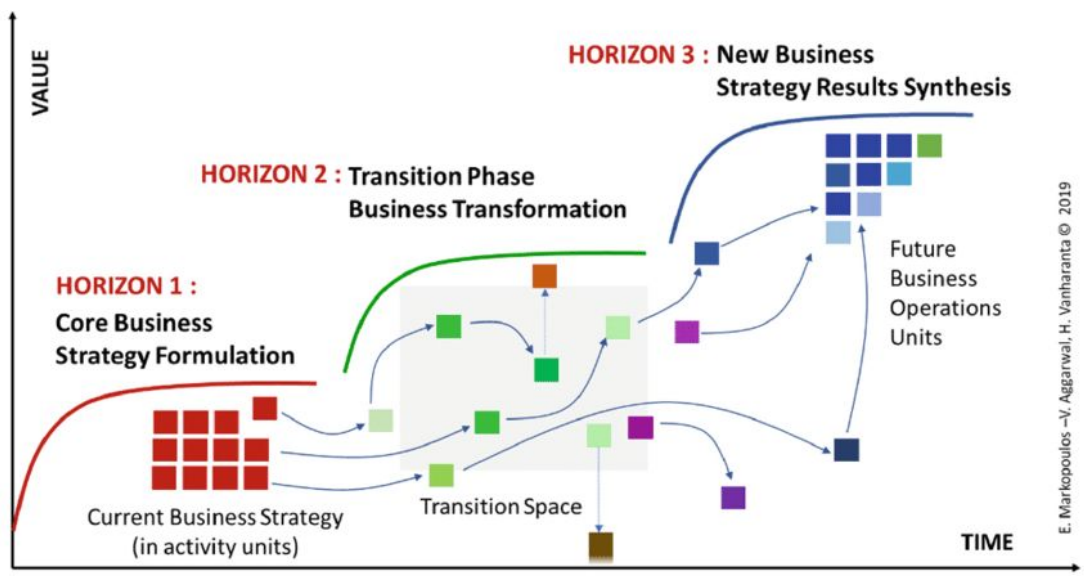 VALUE
HORIZON 3 : New Business
Strategy Results Synthesis
HORIZON 2 : Transition Phase
Business Transformation
HORIZON 1 :
Core Business
Strategy Formulation
Future
Business
Operations
Units
Transition Space
Current Business Strategy
(in activity units)
TIME
E. Markopoulos –V. Aggarwal, H. Vanharanta © 2019